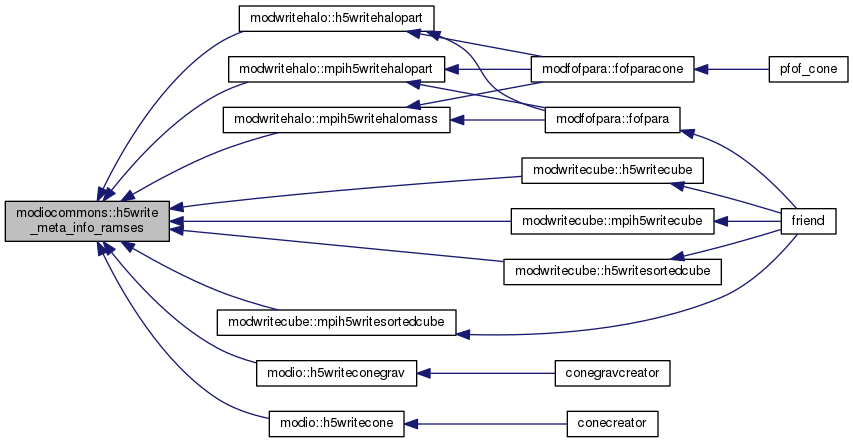 modwritehalo::h5writehalopart
modwritehalo::mpih5writehalopart
modfofpara::fofparacone
pfof_cone
modwritehalo::mpih5writehalomass
modfofpara::fofpara
modwritecube::h5writecube
modiocommons::h5write
_meta_info_ramses
modwritecube::mpih5writecube
friend
modwritecube::h5writesortedcube
modwritecube::mpih5writesortedcube
modio::h5writeconegrav
conegravcreator
modio::h5writecone
conecreator